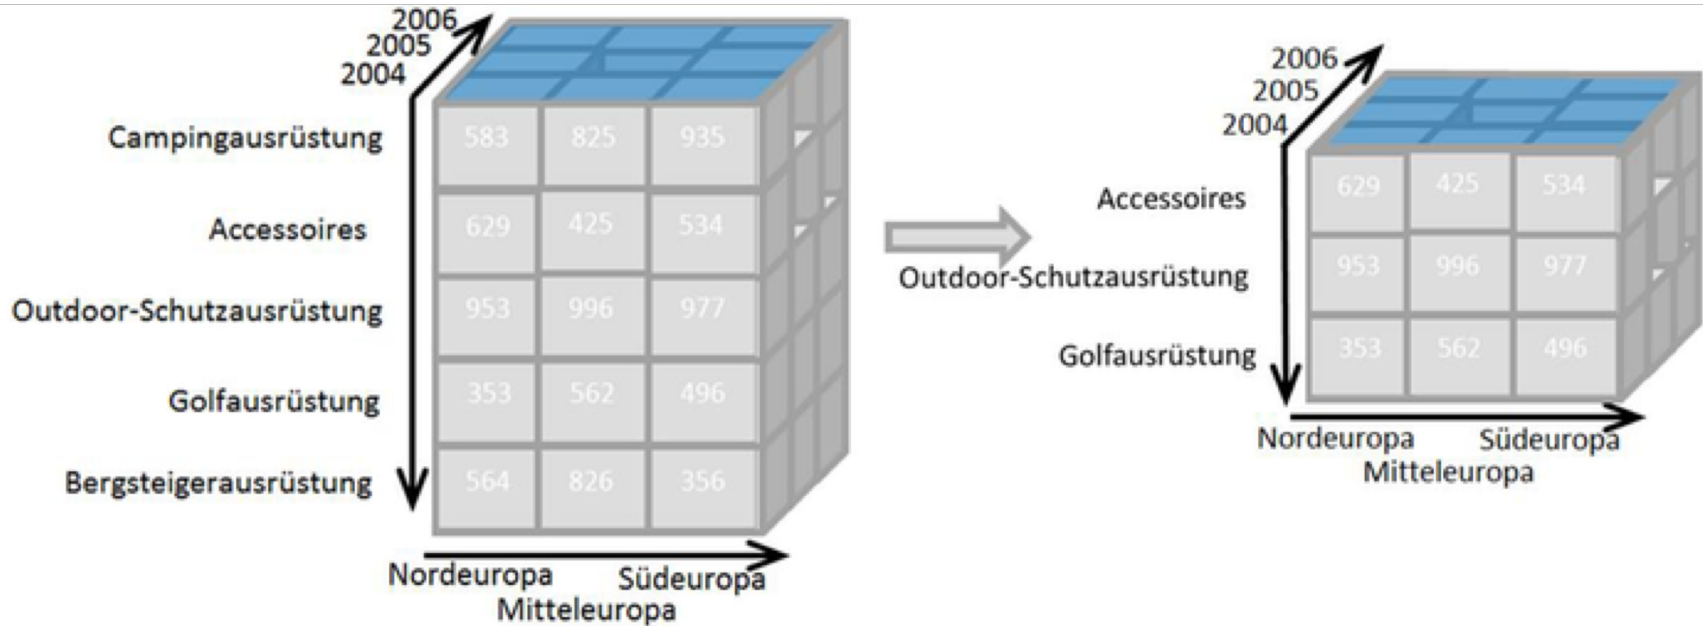 2006
2005
2004
Campingausrüstung
583 825 935
Accessoires
629 425 534
Outdoor-Schutzausrüstung
953 996 977
Golfausrüstung
353 562 496
Bergsteigerausrüstung
564 826 356
Nordeuropa Südeuropa
Mitteleuropa
2006
2005
2004
Accessoires
629 425 534
Outdoor-Schutzausrüstung
953 996 977
Golfausrüstung
353 562 496
Nordeuropa Südeuropa
Mitteleuropa